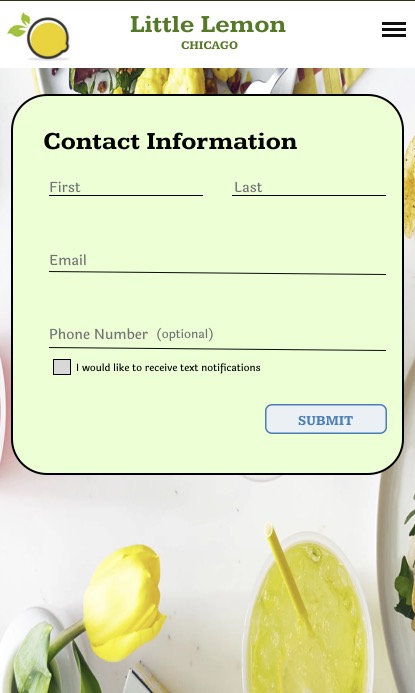 Little Lemon
CHICAGO
Contact Information
First Last
Email
Phone Number (optional)
I would like to receive text notifications
SUBMIT